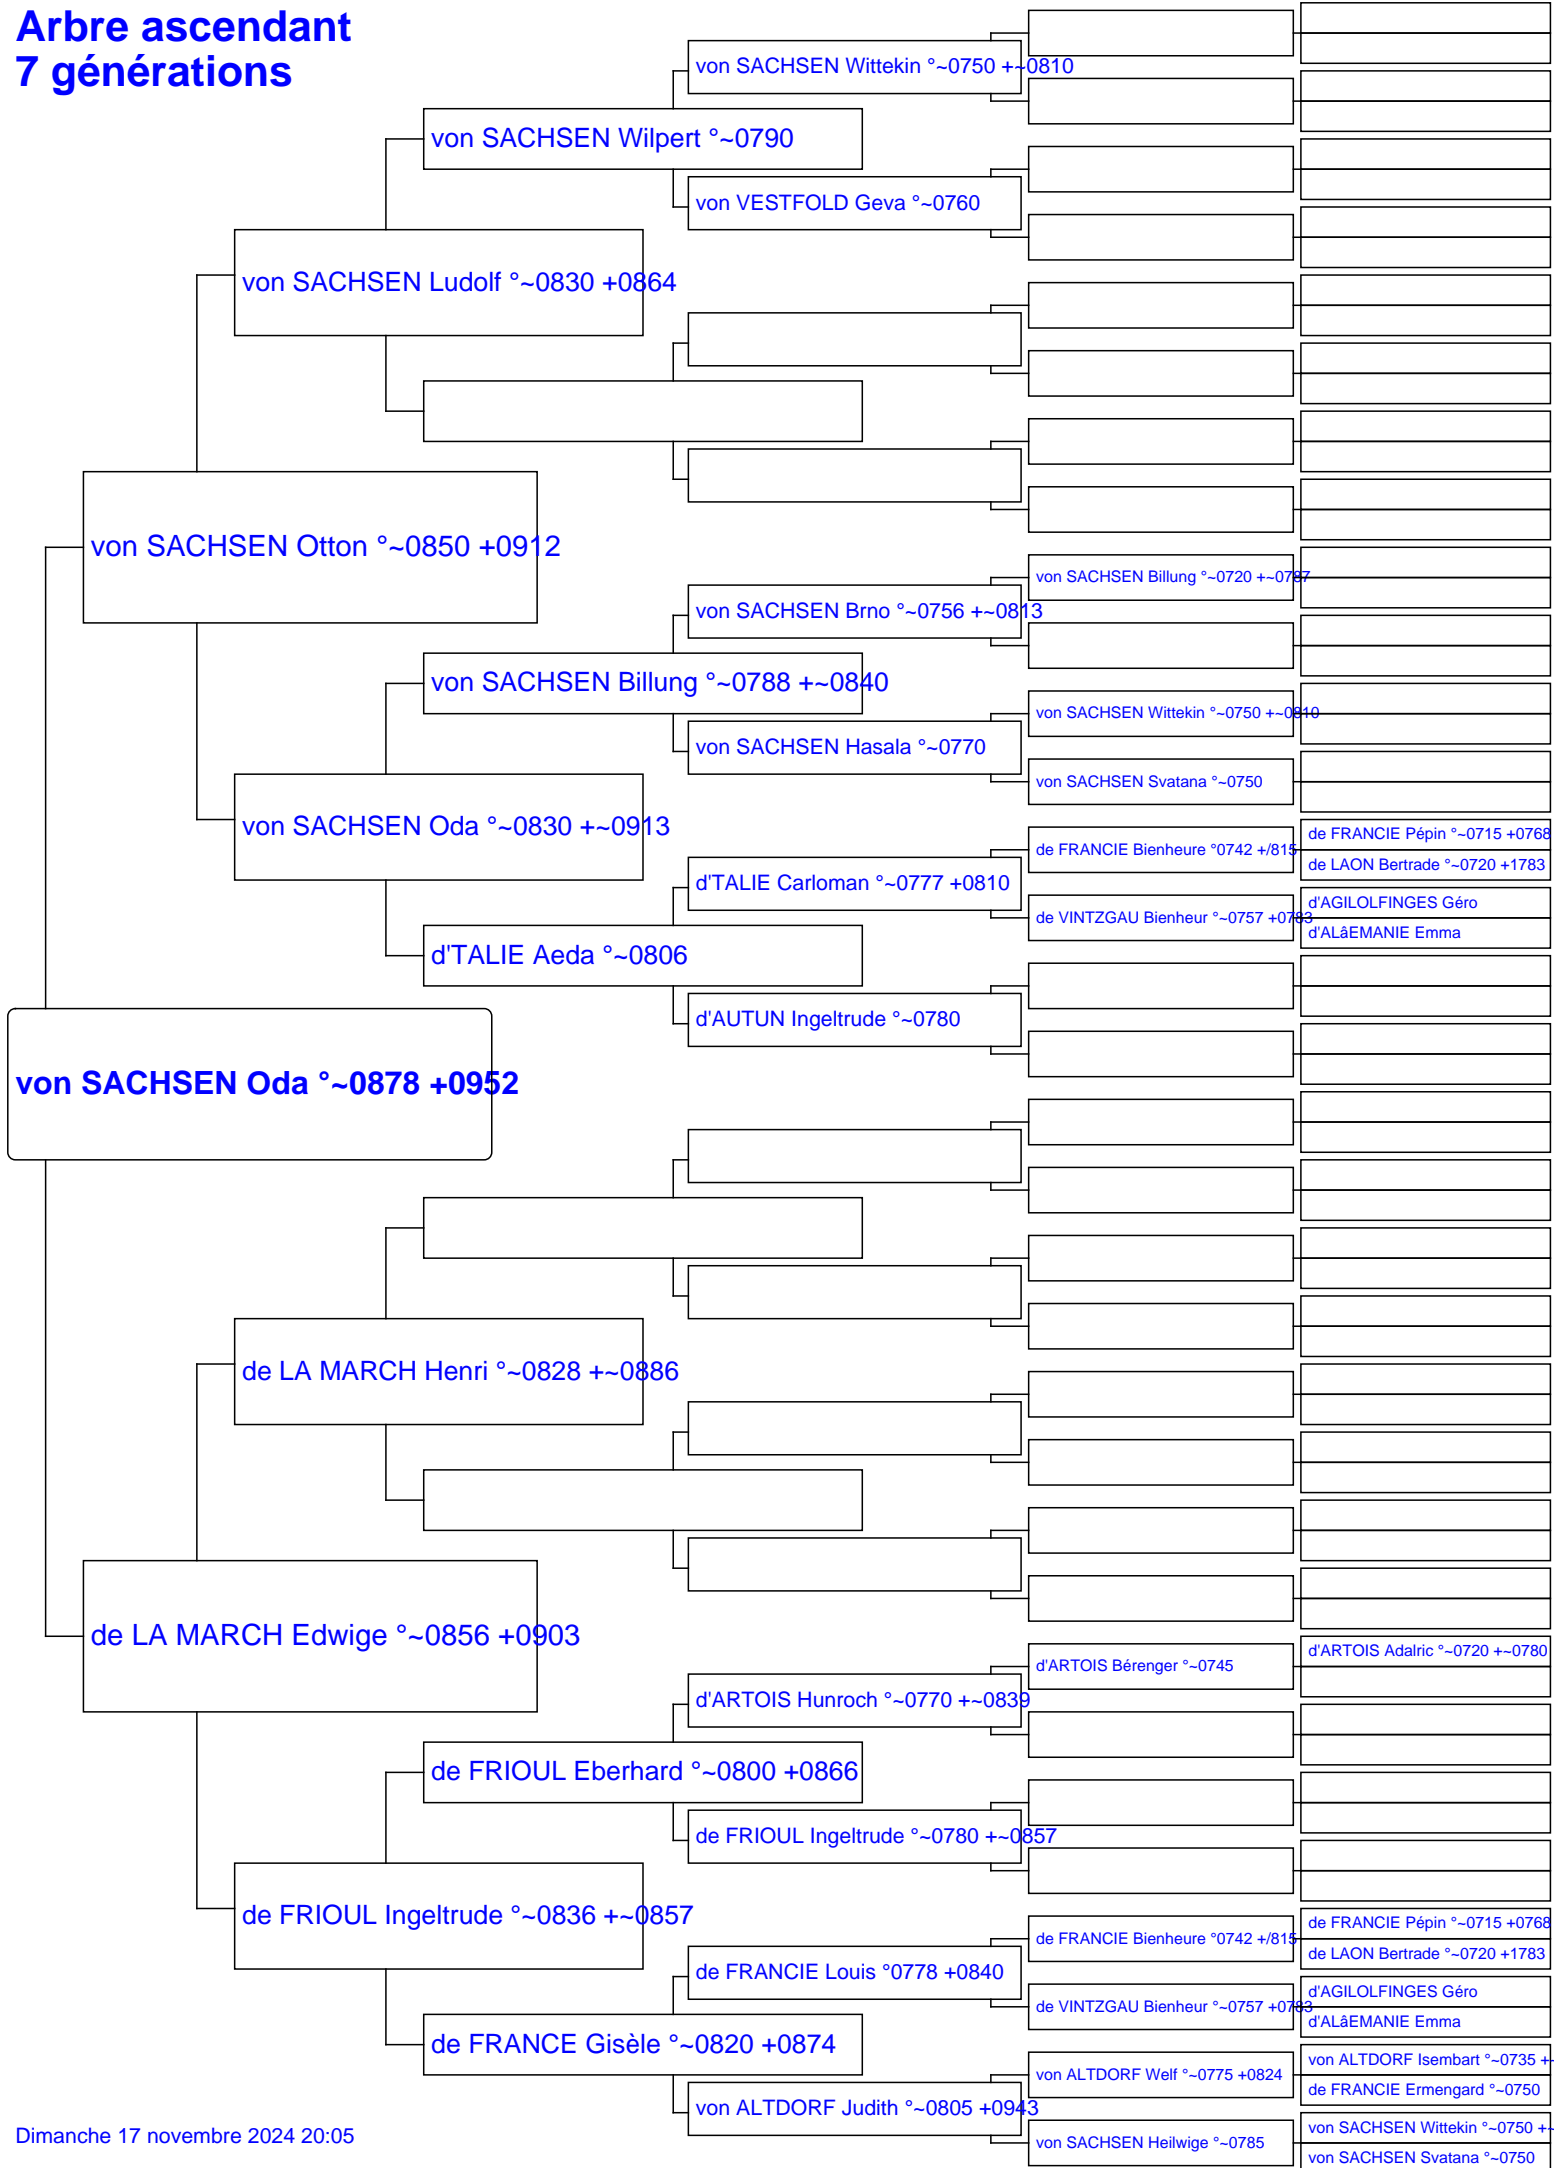 Arbre ascendant
7 générations
von SACHSEN Wittekin °~0750 +~0810
von SACHSEN Wilpert °~0790
von VESTFOLD Geva °~0760
von SACHSEN Ludolf °~0830 +0864
von SACHSEN Otton °~0850 +0912
von SACHSEN Billung °~0720 +~0787
von SACHSEN Brno °~0756 +~0813
von SACHSEN Billung °~0788 +~0840
von SACHSEN Wittekin °~0750 +~0810
von SACHSEN Hasala °~0770
von SACHSEN Svatana °~0750
von SACHSEN Oda °~0830 +~0913
de FRANCIE Pépin °~0715 +0768
de FRANCIE Bienheure °0742 +/815
de LAON Bertrade °~0720 +1783
d'TALIE Carloman °~0777 +0810
d'AGILOLFINGES Géro
de VINTZGAU Bienheur °~0757 +0783
d'ALâEMANIE Emma
d'TALIE Aeda °~0806
d'AUTUN Ingeltrude °~0780
von SACHSEN Oda °~0878 +0952
de LA MARCH Henri °~0828 +~0886
de LA MARCH Edwige °~0856 +0903
d'ARTOIS Adalric °~0720 +~0780
d'ARTOIS Bérenger °~0745
d'ARTOIS Hunroch °~0770 +~0839
de FRIOUL Eberhard °~0800 +0866
de FRIOUL Ingeltrude °~0780 +~0857
de FRIOUL Ingeltrude °~0836 +~0857
de FRANCIE Pépin °~0715 +0768
de FRANCIE Bienheure °0742 +/815
de LAON Bertrade °~0720 +1783
de FRANCIE Louis °0778 +0840
d'AGILOLFINGES Géro
de VINTZGAU Bienheur °~0757 +0783
d'ALâEMANIE Emma
de FRANCE Gisèle °~0820 +0874
von ALTDORF Isembart °~0735 +~
von ALTDORF Welf °~0775 +0824
de FRANCIE Ermengard °~0750
von ALTDORF Judith °~0805 +0943
von SACHSEN Wittekin °~0750 +~
von SACHSEN Heilwige °~0785
von SACHSEN Svatana °~0750
Dimanche 17 novembre 2024 20:05